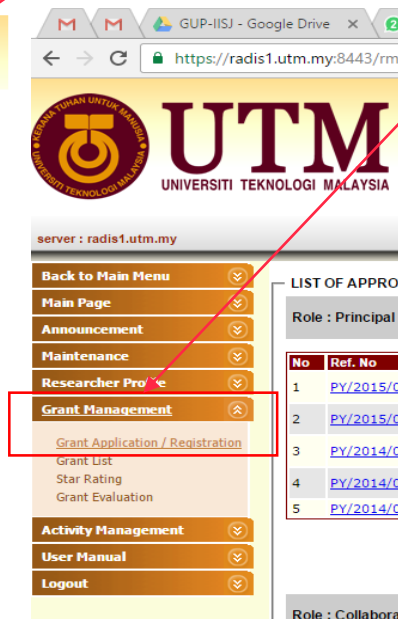 GUP-IISJ - Google Drive
https://radis1.utm.my:8443/rm
KERANA TUHAN UNTUK MANUSIA
UNIVERSITI TEKNOLOGI MALAYSIA
UTM
UNIVERSITI TEKNOLOGI MALAYSIA
server : radis1.utm.my
Back to Main Menu
Main Page
Announcement
Maintenance
Researcher Profile
Grant Management
Grant Application / Registration
Grant List
Star Rating
Grant Evaluation
Activity Management
User Manual
Logout
LIST OF APPRO
Role : Principal
No Ref. No
1 PY/2015/0
2 PY/2015/0
3 PY/2014/0
4 PY/2014/0
5 PY/2014/0
Role : Collabora